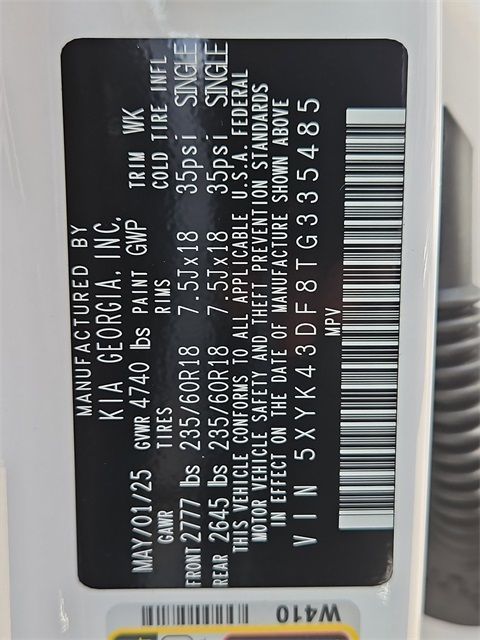 MANUFACTURED BY
KIA GEORGIA, INC.
MAY/01/25 GVWR 4740 lbs PAINT GWP TRIM WK
GAWR TIRES RIMS COLD TIRE INFL
FRONT 2777 lbs 235/60R18 7.5Jx18 35psi SINGLE
REAR 2645 lbs 235/60R18 7.5Jx18 35psi SINGLE
THIS VEHICLE CONFORMS TO ALL APPLICABLE U.S.A. FEDERAL
MOTOR VEHICLE SAFETY AND THEFT PREVENTION STANDARDS
IN EFFECT ON THE DATE OF MANUFACTURE SHOWN ABOVE
VIN 5XYK43DF8TG335485
MPV
W410